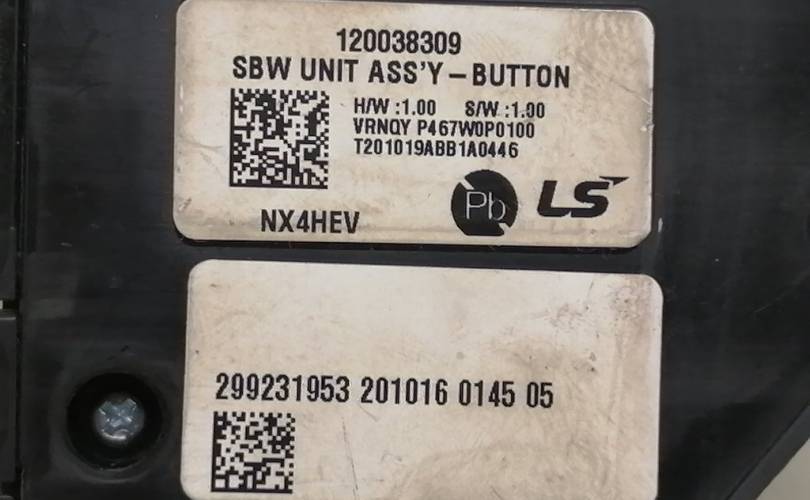 120038309
SBW UNIT ASS'Y-BUTTON
H/W :1.00 S/W :1.00
VRNQY P467W0P0100
T201019ABB1A0446
Pb LS
NX4HEV
299231953 201016 0145 05